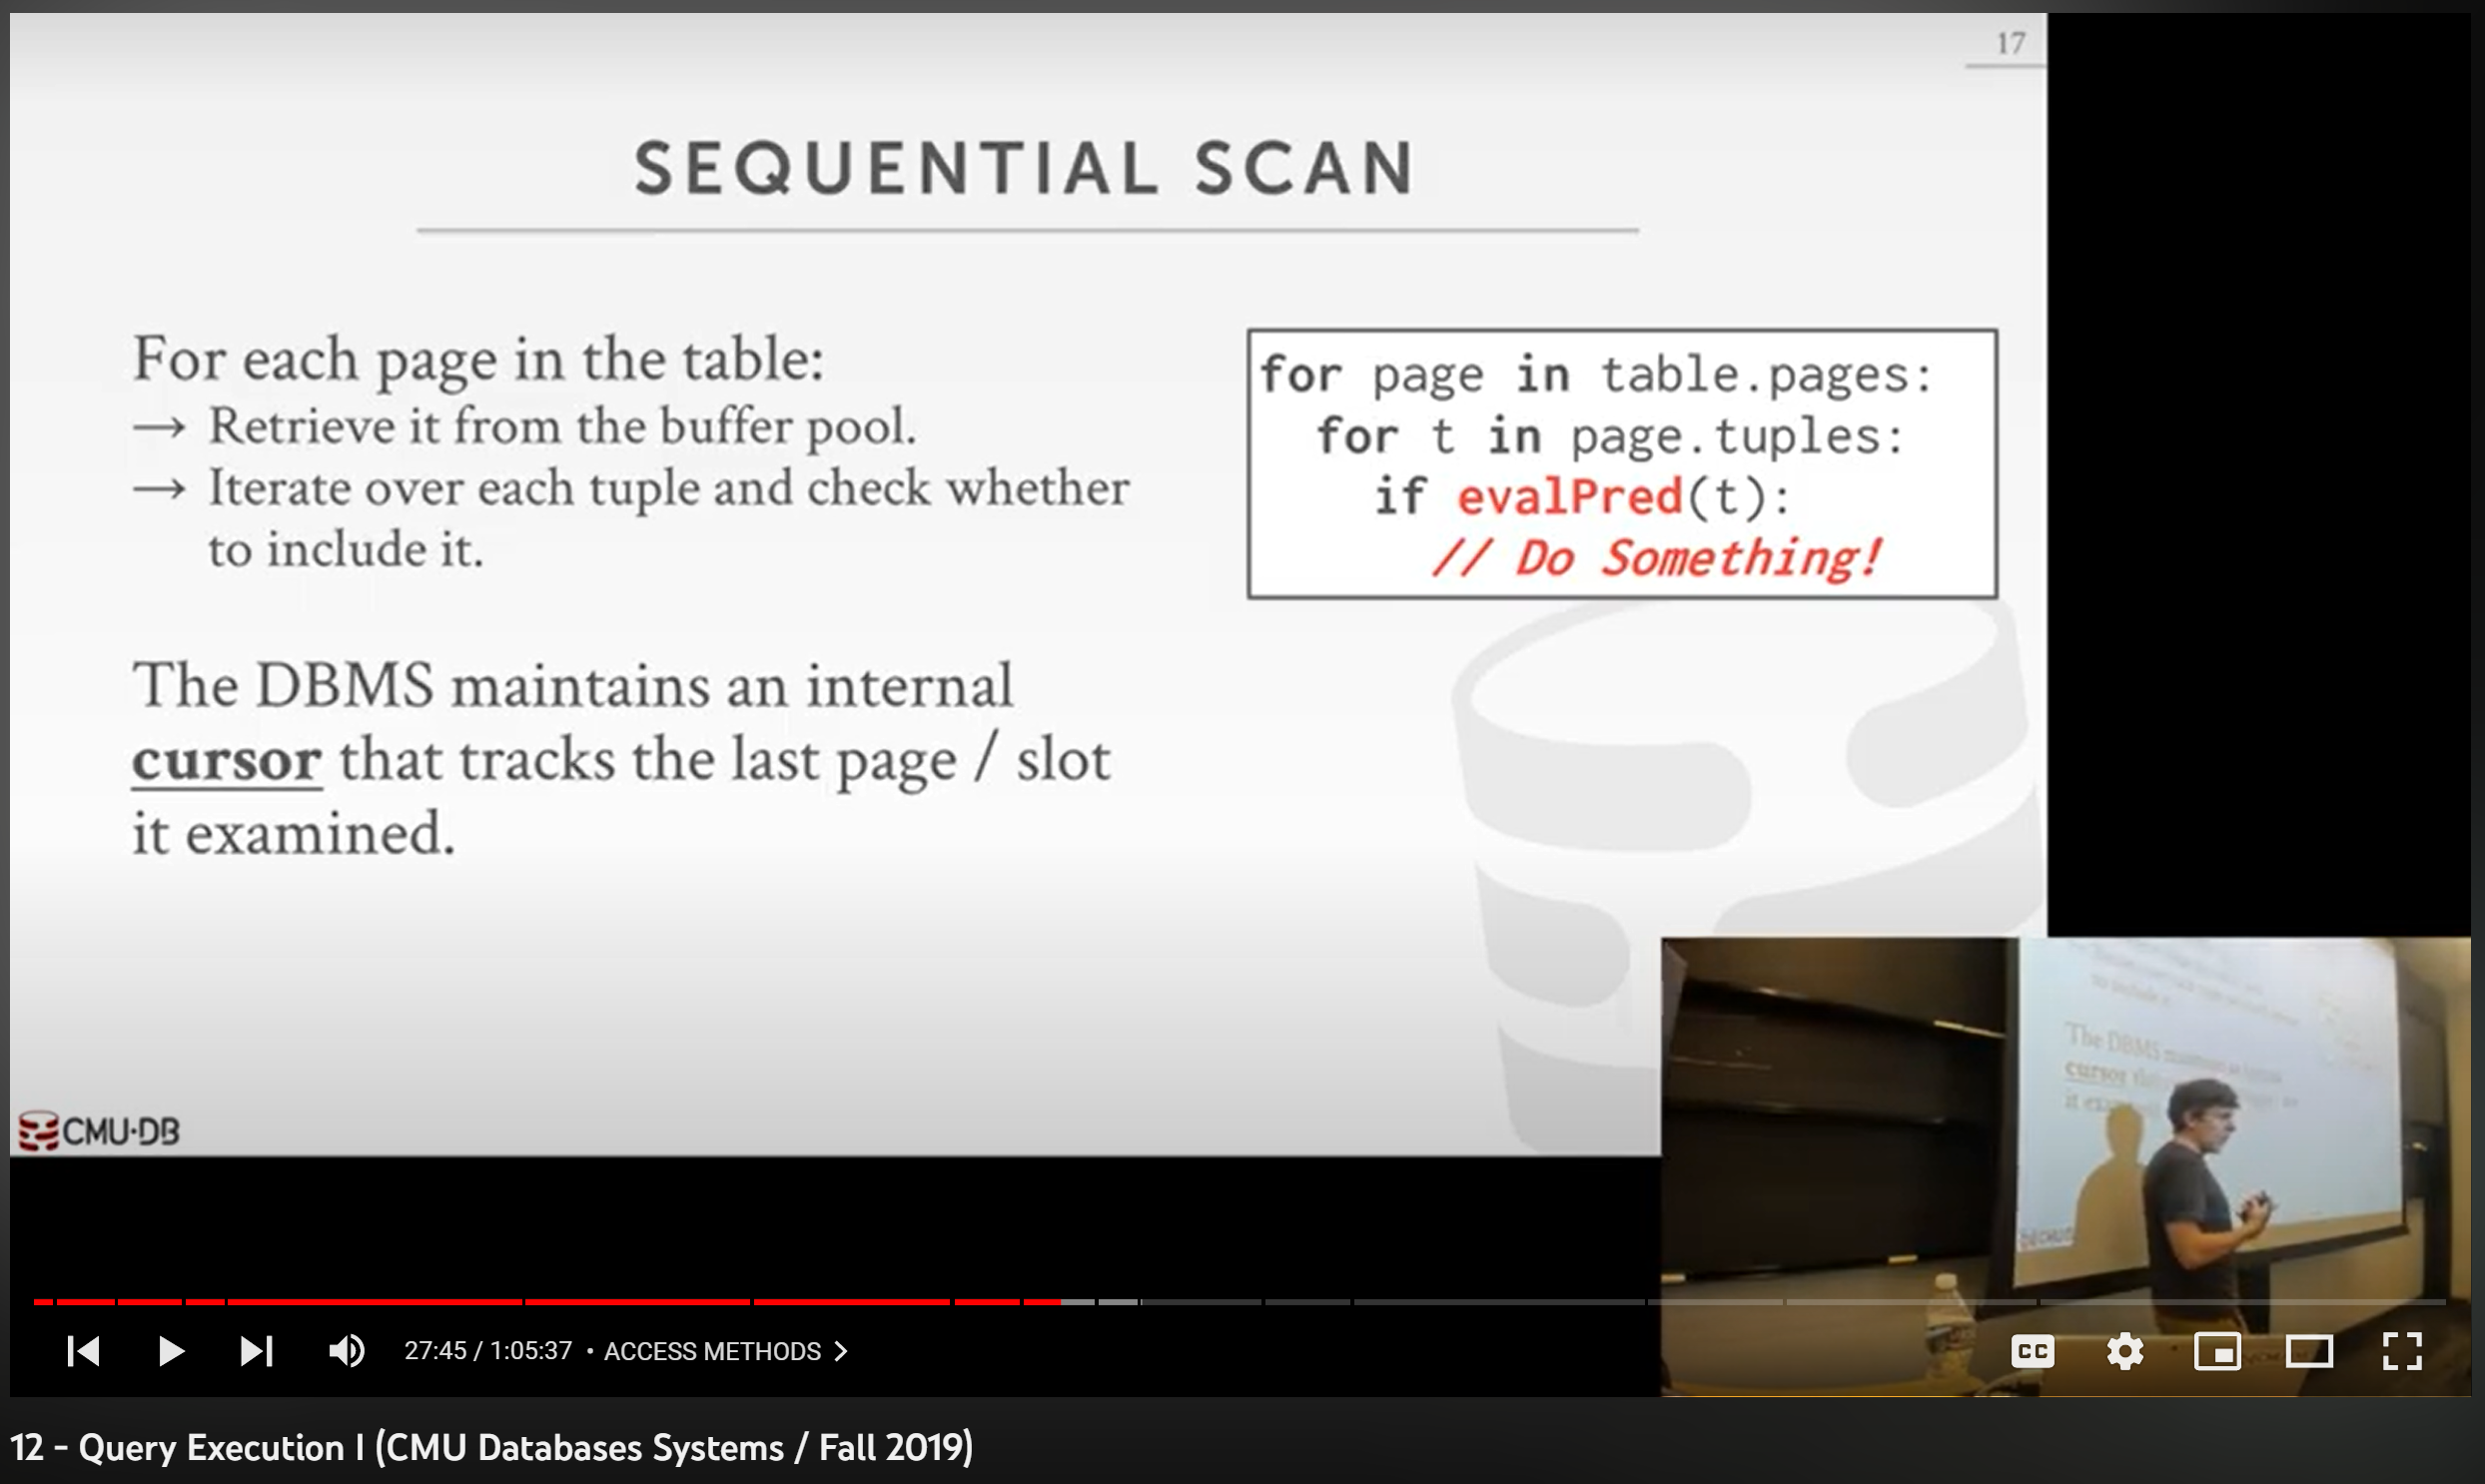 17
SEQUENTIAL SCAN
For each page in the table:
→ Retrieve it from the buffer pool.
→ Iterate over each tuple and check whether
to include it.
The DBMS maintains an internal
cursor that tracks the last page / slot
it examined.
for page in table.pages:
for t in page.tuples:
if evalPred(t):
// Do Something!
CMU·DB
The DBMS
cursor
27:45 / 1:05:37 • ACCESS METHODS >
CC
12 - Query Execution I (CMU Databases Systems / Fall 2019)